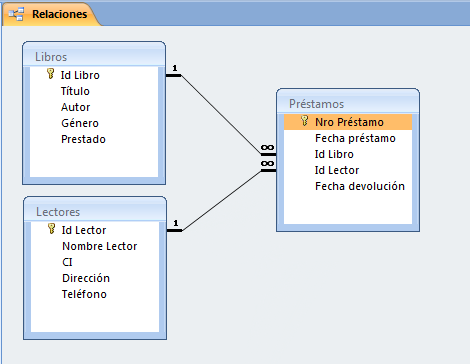 Relaciones
Libros
Id Libro
Título
Autor
Género
Prestado
1
Préstamos
Nro Préstamo
Fecha préstamo
Id Libro
Id Lector
Fecha devolución
∞
∞
Lectores
Id Lector
Nombre Lector
CI
Dirección
Teléfono
1